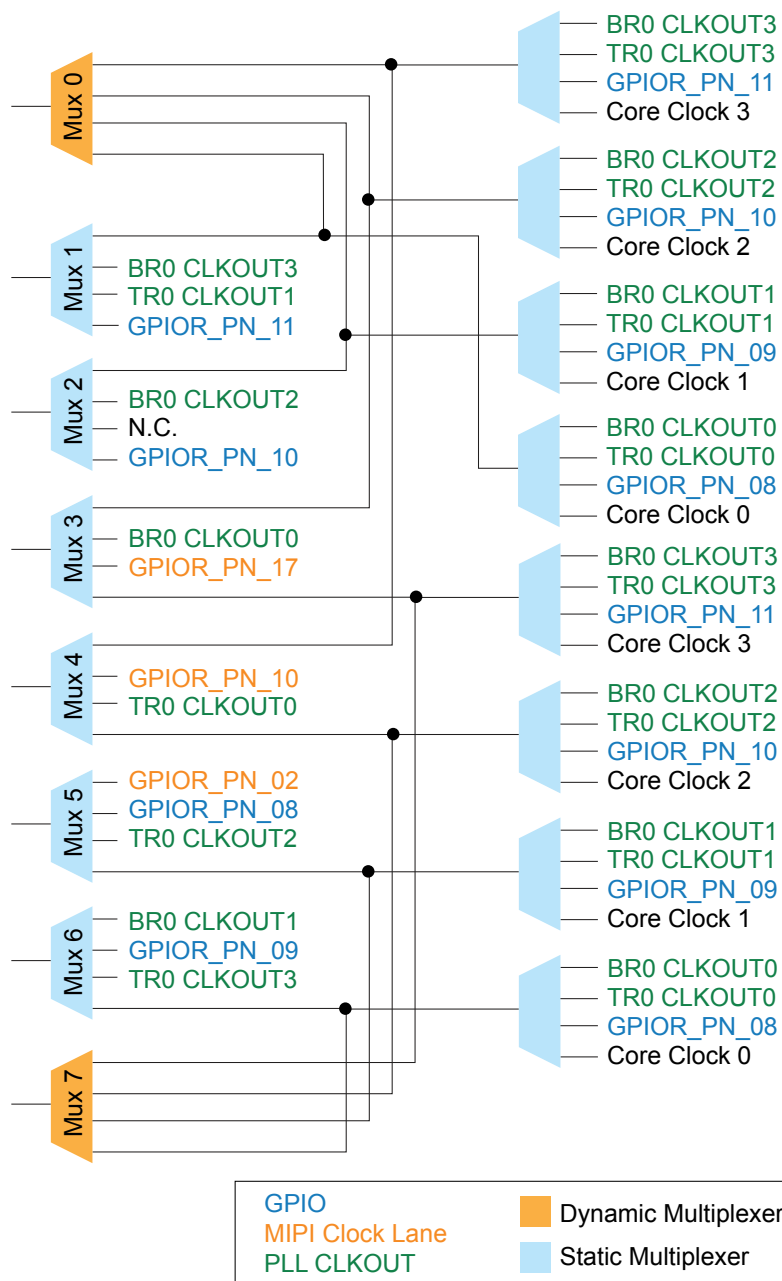 Mux 0
Mux 1
BR0 CLKOUT3
TR0 CLKOUT1
GPIOR_PN_11
Mux 2
BR0 CLKOUT2
N.C.
GPIOR_PN_10
Mux 3
BR0 CLKOUT0
GPIOR_PN_17
Mux 4
GPIOR_PN_10
TR0 CLKOUT0
Mux 5
GPIOR_PN_02
GPIOR_PN_08
TR0 CLKOUT2
Mux 6
BR0 CLKOUT1
GPIOR_PN_09
TR0 CLKOUT3
Mux 7
BR0 CLKOUT3
TR0 CLKOUT3
GPIOR_PN_11
Core Clock 3
BR0 CLKOUT2
TR0 CLKOUT2
GPIOR_PN_10
Core Clock 2
BR0 CLKOUT1
TR0 CLKOUT1
GPIOR_PN_09
Core Clock 1
BR0 CLKOUT0
TR0 CLKOUT0
GPIOR_PN_08
Core Clock 0
BR0 CLKOUT3
TR0 CLKOUT3
GPIOR_PN_11
Core Clock 3
BR0 CLKOUT2
TR0 CLKOUT2
GPIOR_PN_10
Core Clock 2
BR0 CLKOUT1
TR0 CLKOUT1
GPIOR_PN_09
Core Clock 1
BR0 CLKOUT0
TR0 CLKOUT0
GPIOR_PN_08
Core Clock 0
GPIO
MIPI Clock Lane
PLL CLKOUT
Dynamic Multiplexer
Static Multiplexer